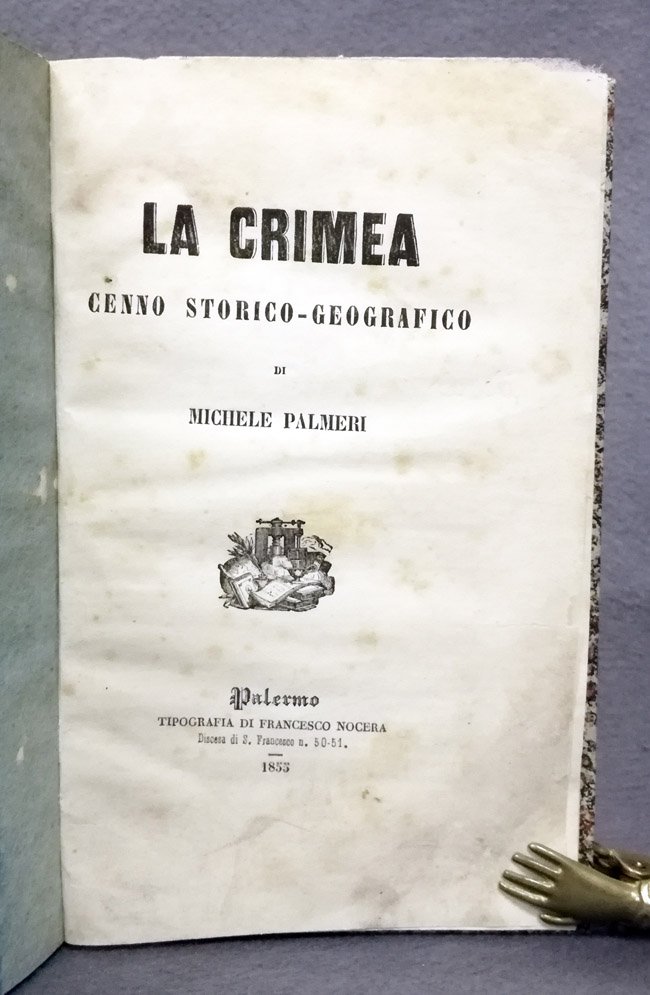 LA CRIMEA
CENNO STORICO-GEOGRAFICO
DI
MICHELE PALMERI
Palermo
TIPOGRAFIA DI FRANCESCO NOCERA
Discesa di S. Francesco n. 50-51.
1855